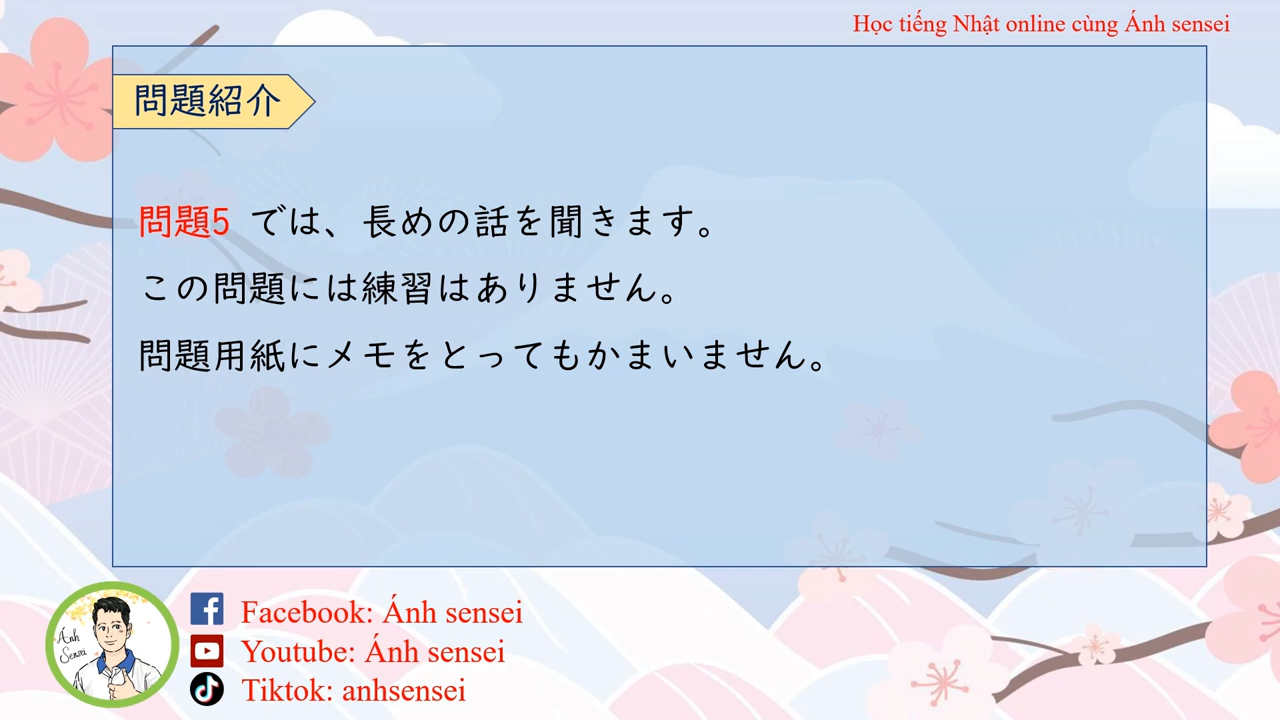 Học tiếng Nhật online cùng Ánh sensei
問題紹介
問題5 では、長めの話を聞きます。
この問題には練習はありません。
問題用紙にメモをとってもかまいません。
Ánh
Sensei
Facebook: Ánh sensei
Youtube: Ánh sensei
Tiktok: anhsensei